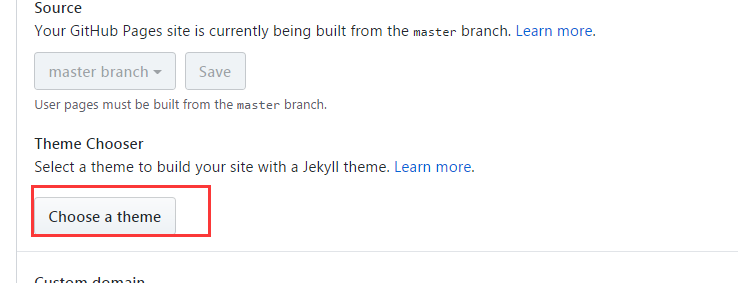 Source
Your GitHub Pages site is currently being built from the master branch. Learn more.
master branch Save
User pages must be built from the master branch.
Theme Chooser
Select a theme to build your site with a Jekyll theme. Learn more.
Choose a theme
Custom domain